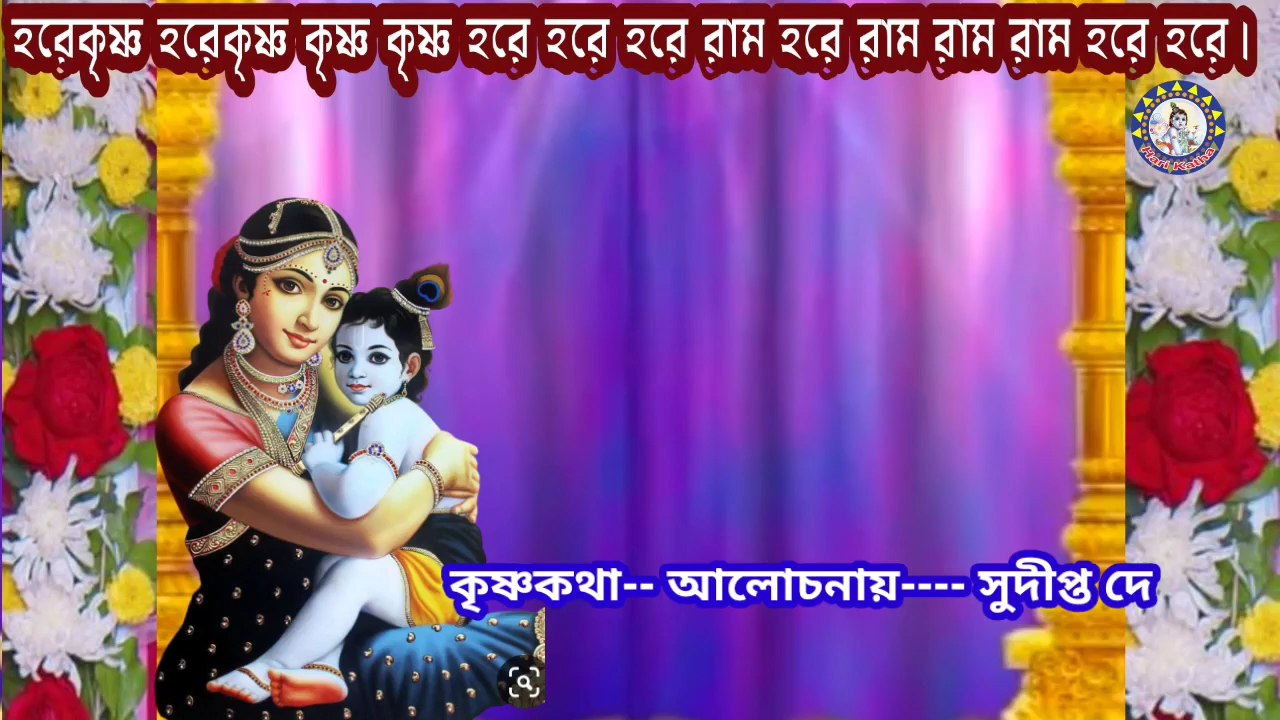 হরেকৃষ্ণ হরেকৃষ্ণ কৃষ্ণ কৃষ্ণ হরে হরে হরে রাম হরে রাম রাম রাম হরে হরে।
Hari Katha
কৃষ্ণকথা-- আলোচনায়---- সুদীপ্ত দে